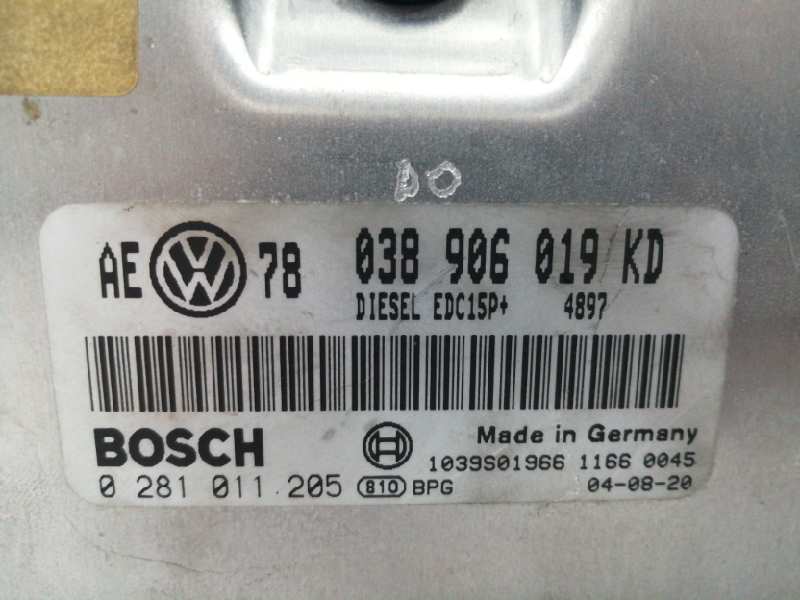 DO
AE VW 78 038 906 019 KD
DIESEL EDC15P+ 4897
BOSCH
Made in Germany
1039S01966 1166 0045
0 281 011 205 810 BPG 04-08-20